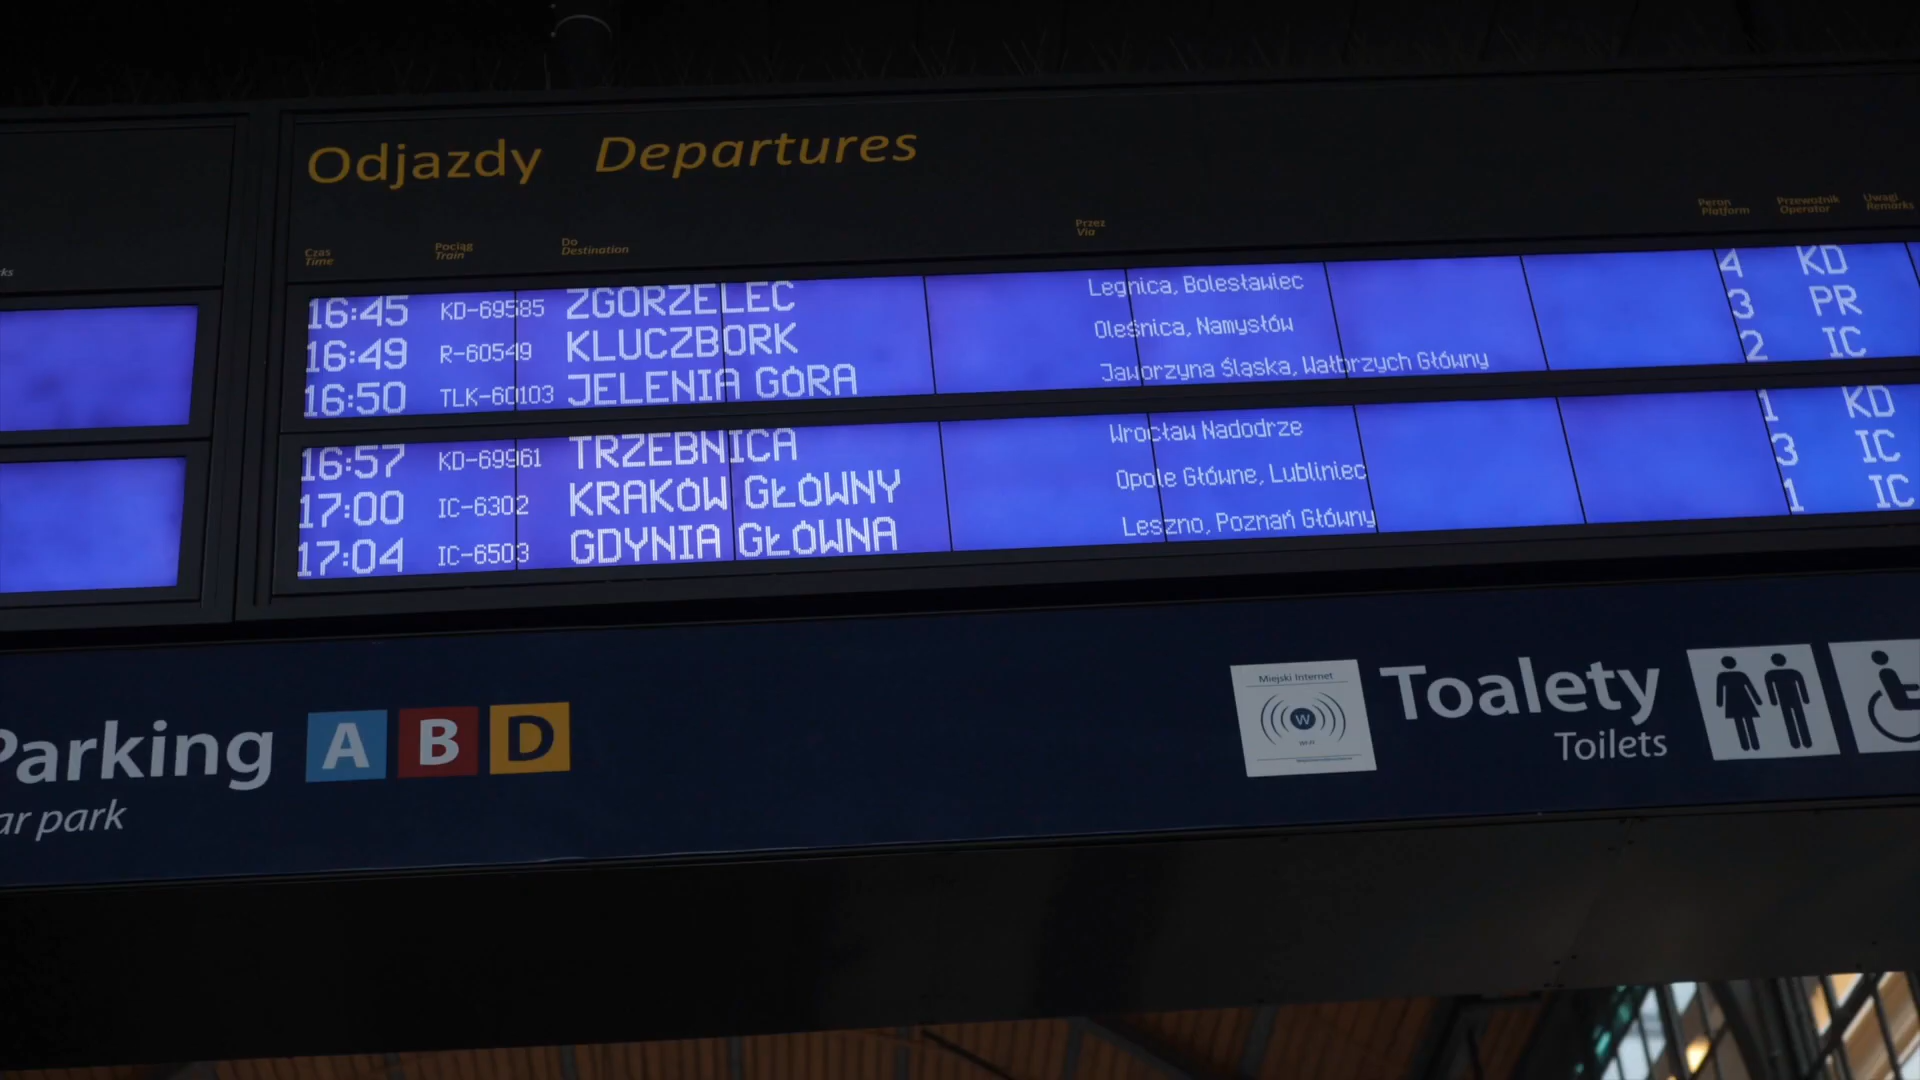 Odjazdy Departures
Czas Pociąg Do Przez Peron Przewoźnik Uwagi
Time Train Destination Via Platform Operator Remarks
16:45 KD-69585 ZGORZELEC Legnica, Bolesławiec 4 KD
16:49 R-60549 KLUCZBORK Oleśnica, Namysłów 3 PR
16:50 TLK-60103 JELENIA GÓRA Jaworzyna Śląska, Wałbrzych Główny 2 IC
16:57 KD-69961 TRZEBNICA Wrocław Nadodrze 1 KD
17:00 IC-6302 KRAKÓW GŁÓWNY Opole Główne, Lubliniec 3 IC
17:04 IC-6503 GDYNIA GŁÓWNA Leszno, Poznań Główny 1 IC
Parking A B D
ar park
Miejski Internet
W
Toalety
Toilets